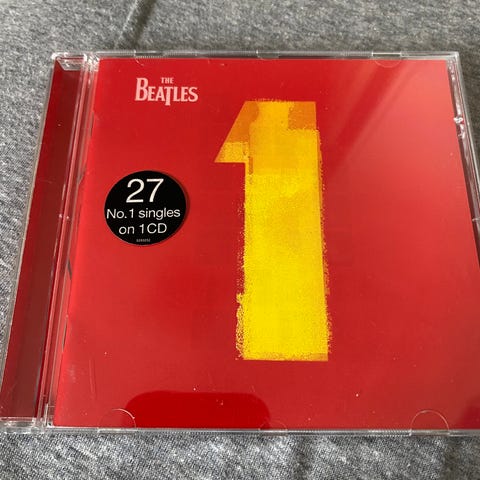 THE
BEATLES
1
27
No.1 singles
on 1CD